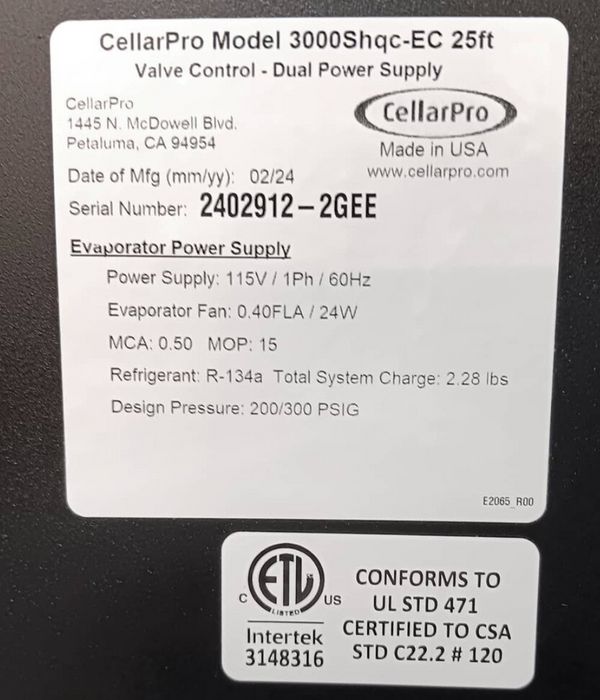 CellarPro Model 3000Shqc-EC 25ft
Valve Control - Dual Power Supply
CellarPro
1445 N. McDowell Blvd.
Petaluma, CA 94954
CellarPro
Made in USA
www.cellarpro.com
Date of Mfg (mm/yy): 02/24
Serial Number: 2402912-2GEE
Evaporator Power Supply
Power Supply: 115V / 1Ph / 60Hz
Evaporator Fan: 0.40FLA / 24W
MCA: 0.50 MOP: 15
Refrigerant: R-134a Total System Charge: 2.28 lbs
Design Pressure: 200/300 PSIG
E2065_R00
C ETL US
LISTED
Intertek
3148316
CONFORMS TO
UL STD 471
CERTIFIED TO CSA
STD C22.2 # 120